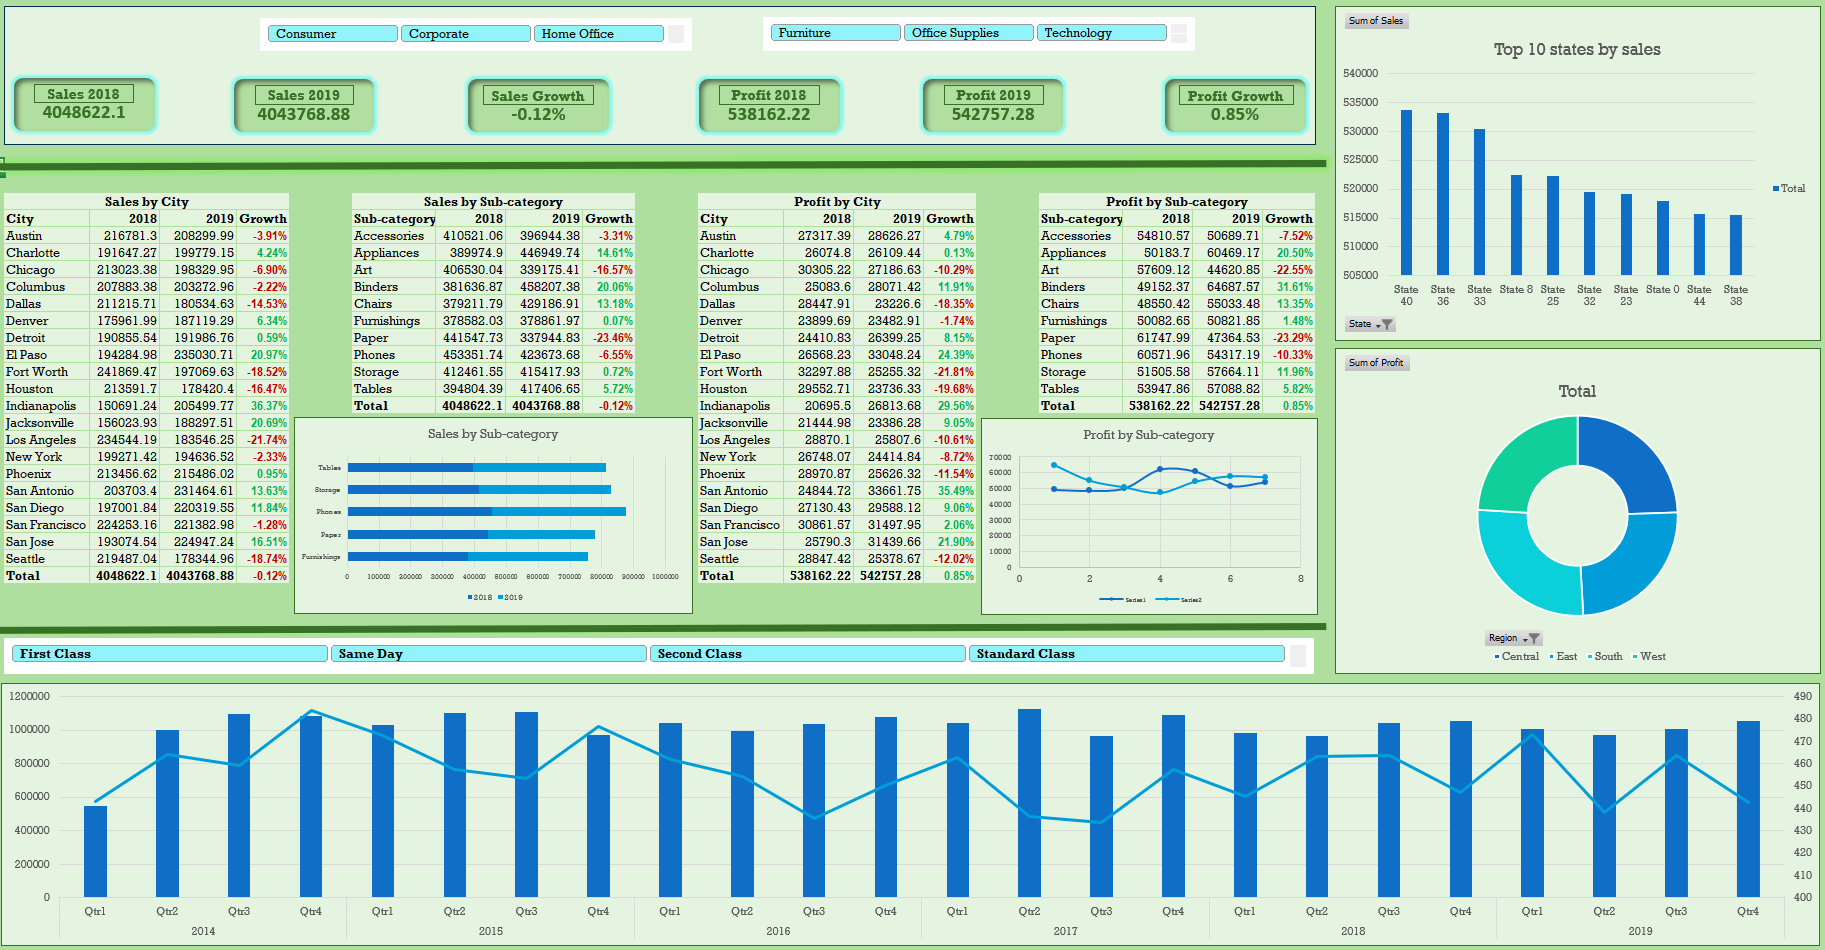 Consumer Corporate Home Office
Furniture Office Supplies Technology
Sales 2018
4048622.1
Sales 2019
4043768.88
Sales Growth
-0.12%
Profit 2018
538162.22
Profit 2019
542757.28
Profit Growth
0.85%
Sales by City
City 2018 2019 Growth
Austin 216781.3 208299.99 -3.91%
Charlotte 191647.27 199779.15 4.24%
Chicago 213023.38 198329.95 -6.90%
Columbus 207883.38 203272.96 -2.22%
Dallas 211215.71 180534.63 -14.53%
Denver 175961.99 187119.29 6.34%
Detroit 190855.54 191986.76 0.59%
El Paso 194284.98 235030.71 20.97%
Fort Worth 241869.47 197069.63 -18.52%
Houston 213591.7 178420.4 -16.47%
Indianapolis 150691.24 205499.77 36.37%
Jacksonville 156023.93 188297.51 20.69%
Los Angeles 234544.19 183546.25 -21.74%
New York 199271.42 194636.52 -2.33%
Phoenix 213456.62 215486.02 0.95%
San Antonio 203703.4 231464.61 13.63%
San Diego 197001.84 220319.55 11.84%
San Francisco 224253.16 221382.98 -1.28%
San Jose 193074.54 224947.24 16.51%
Seattle 219487.04 178344.96 -18.74%
Total 4048622.1 4043768.88 -0.12%
Sales by Sub-category
Sub-category 2018 2019 Growth
Accessories 410521.06 396944.38 -3.31%
Appliances 389974.9 446949.74 14.61%
Art 406530.04 339175.41 -16.57%
Binders 381636.87 458207.38 20.06%
Chairs 379211.79 429186.91 13.18%
Furnishings 378582.03 378861.97 0.07%
Paper 441547.73 337944.83 -23.46%
Phones 453351.74 423673.68 -6.55%
Storage 412461.55 415417.93 0.72%
Tables 394804.39 417406.65 5.72%
Total 4048622.1 4043768.88 -0.12%
Sales by Sub-category
Tables
Storage
Phones
Paper
Furnishings
0 100000 200000 300000 400000 500000 600000 700000 800000 900000 1000000
2018 2019
Profit by City
City 2018 2019 Growth
Austin 27317.39 28626.27 4.79%
Charlotte 26074.8 26109.44 0.13%
Chicago 30305.22 27186.63 -10.29%
Columbus 25083.6 28071.42 11.91%
Dallas 28447.91 23226.6 -18.35%
Denver 23899.69 23482.91 -1.74%
Detroit 24410.83 26399.25 8.15%
El Paso 26568.23 33048.24 24.39%
Fort Worth 32297.88 25255.32 -21.81%
Houston 29552.71 23736.33 -19.68%
Indianapolis 20695.5 26813.68 29.56%
Jacksonville 21444.98 23386.28 9.05%
Los Angeles 28870.1 25807.6 -10.61%
New York 26748.07 24414.84 -8.72%
Phoenix 28970.87 25626.32 -11.54%
San Antonio 24844.72 33661.75 35.49%
San Diego 27130.43 29588.12 9.06%
San Francisco 30861.57 31497.95 2.06%
San Jose 25790.3 31439.66 21.90%
Seattle 28847.42 25378.67 -12.02%
Total 538162.22 542757.28 0.85%
Profit by Sub-category
Sub-category 2018 2019 Growth
Accessories 54810.57 50689.71 -7.52%
Appliances 50183.7 60469.17 20.50%
Art 57609.12 44620.85 -22.55%
Binders 49152.37 64687.57 31.61%
Chairs 48550.42 55033.48 13.35%
Furnishings 50082.65 50821.85 1.48%
Paper 61747.99 47364.53 -23.29%
Phones 60571.96 54317.19 -10.33%
Storage 51505.58 57664.11 11.96%
Tables 53947.86 57088.82 5.82%
Total 538162.22 542757.28 0.85%
Profit by Sub-category
70000
60000
50000
40000
30000
20000
10000
0
0 2 4 6 8
Series1 Series2
Sum of Sales
Top 10 states by sales
540000
535000
530000
525000
520000
515000
510000
505000
State 40 State 36 State 33 State 8 State 25 State 32 State 23 State 0 State 44 State 38
Total
State
Sum of Profit
Total
Region
Central East South West
First Class Same Day Second Class Standard Class
1200000
1000000
800000
600000
400000
200000
0
490
480
470
460
450
440
430
420
410
400
Qtr1 Qtr2 Qtr3 Qtr4 Qtr1 Qtr2 Qtr3 Qtr4 Qtr1 Qtr2 Qtr3 Qtr4 Qtr1 Qtr2 Qtr3 Qtr4 Qtr1 Qtr2 Qtr3 Qtr4 Qtr1 Qtr2 Qtr3 Qtr4
2014 2015 2016 2017 2018 2019